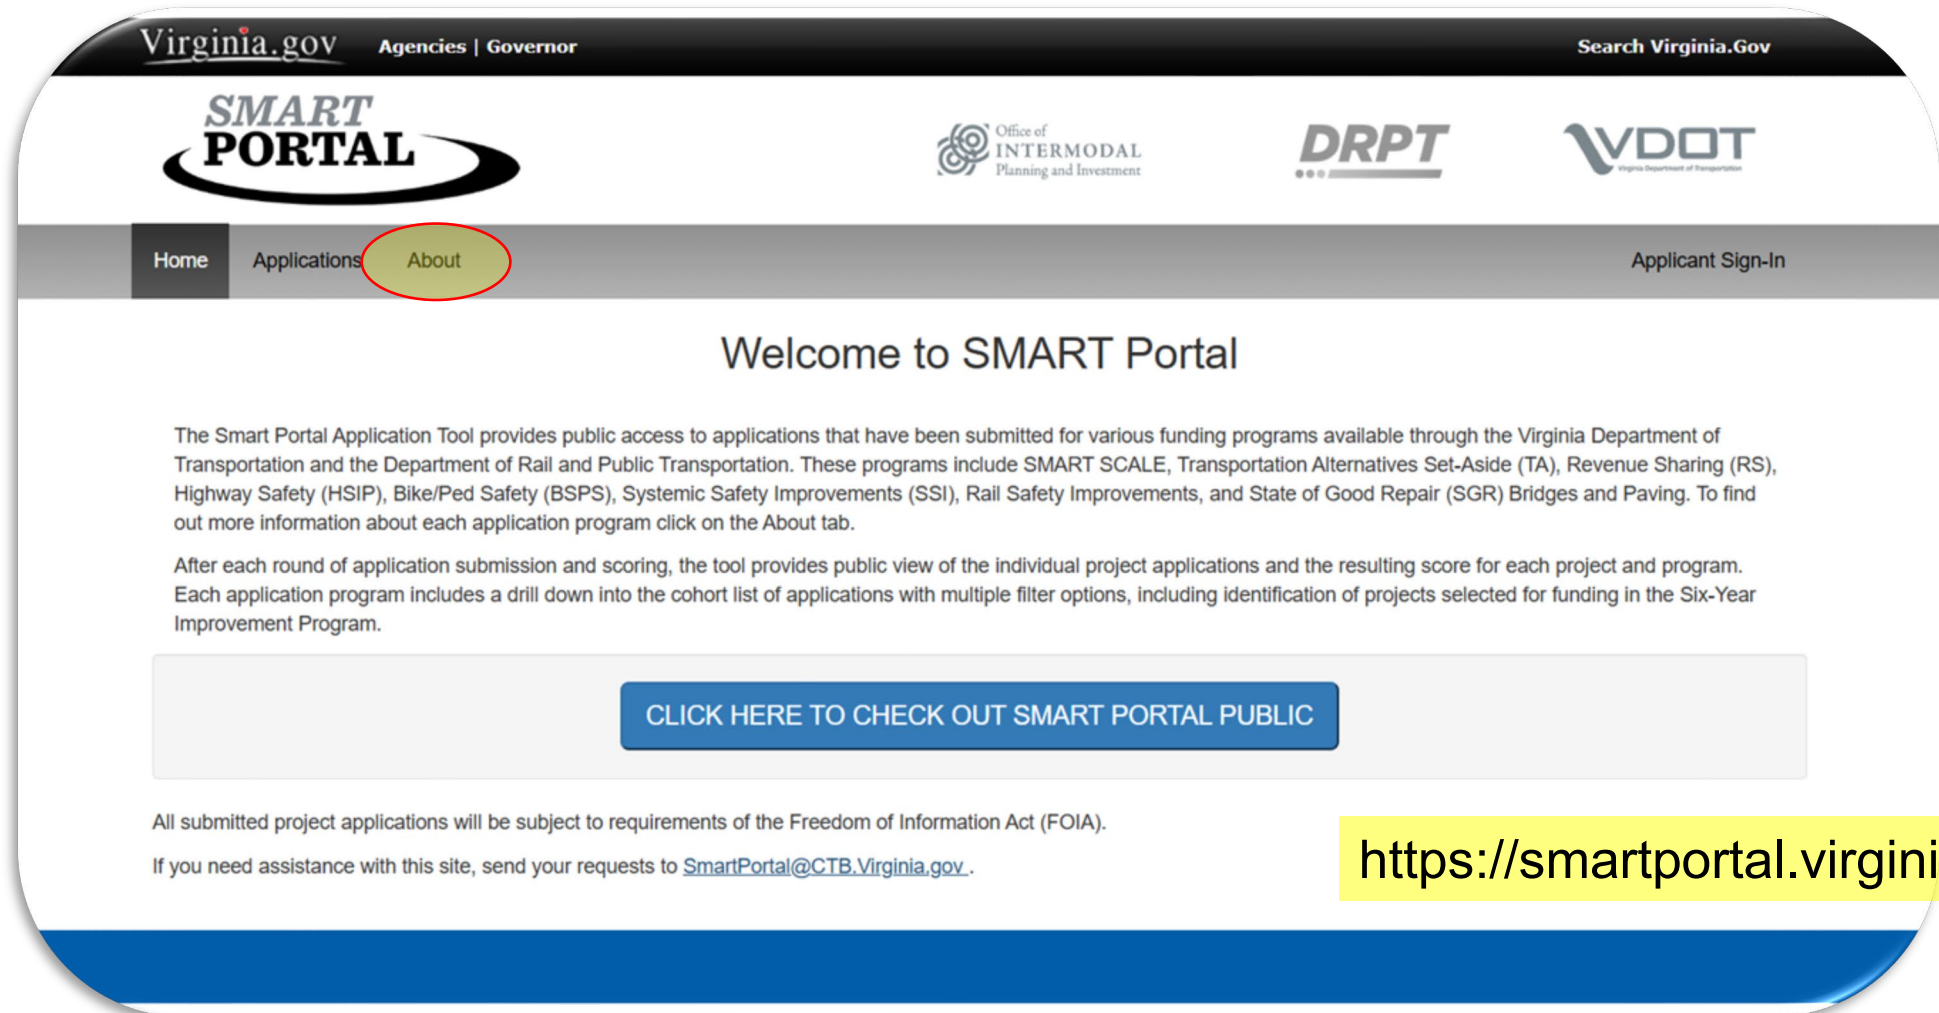 Virginia.gov Agencies | Governor Search Virginia.Gov
SMART
PORTAL
Office of
INTERMODAL
Planning and Investment
DRPT
VDOT
Virginia Department of Transportation
Home Applications About Applicant Sign-In
Welcome to SMART Portal
The Smart Portal Application Tool provides public access to applications that have been submitted for various funding programs available through the Virginia Department of
Transportation and the Department of Rail and Public Transportation. These programs include SMART SCALE, Transportation Alternatives Set-Aside (TA), Revenue Sharing (RS),
Highway Safety (HSIP), Bike/Ped Safety (BSPS), Systemic Safety Improvements (SSI), Rail Safety Improvements, and State of Good Repair (SGR) Bridges and Paving. To find
out more information about each application program click on the About tab.
After each round of application submission and scoring, the tool provides public view of the individual project applications and the resulting score for each project and program.
Each application program includes a drill down into the cohort list of applications with multiple filter options, including identification of projects selected for funding in the Six-Year
Improvement Program.
CLICK HERE TO CHECK OUT SMART PORTAL PUBLIC
All submitted project applications will be subject to requirements of the Freedom of Information Act (FOIA).
If you need assistance with this site, send your requests to SmartPortal@CTB.Virginia.gov .
https://smartportal.virgini